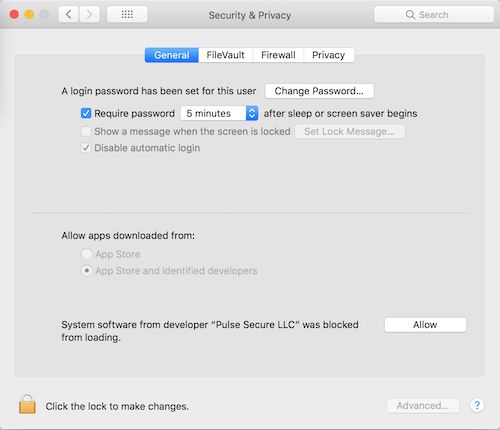 Security & Privacy
Search
General FileVault Firewall Privacy
A login password has been set for this user Change Password...
Require password 5 minutes after sleep or screen saver begins
Show a message when the screen is locked Set Lock Message...
Disable automatic login
Allow apps downloaded from:
App Store
App Store and identified developers
System software from developer “Pulse Secure LLC” was blocked
from loading.
Allow
Click the lock to make changes.
Advanced...
?